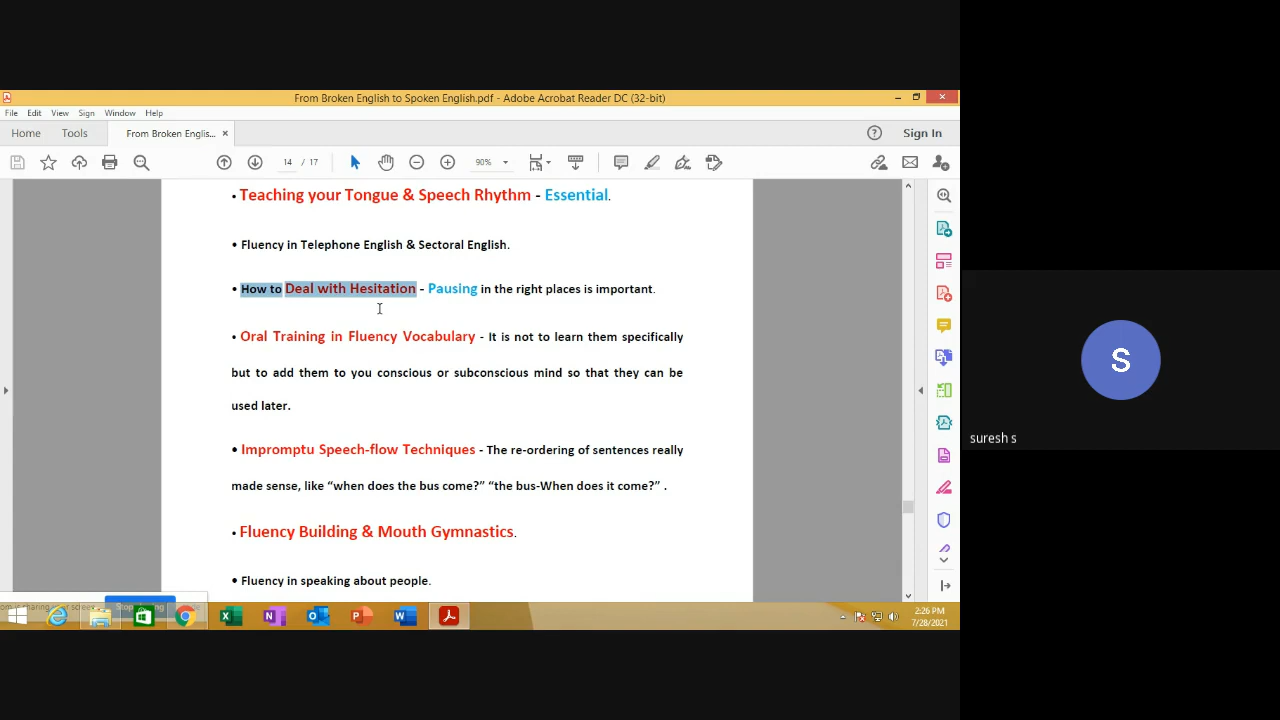 From Broken English to Spoken English.pdf - Adobe Acrobat Reader DC (32-bit)
File Edit View Sign Window Help
Home Tools From Broken Englis... × Sign In
14 / 17 90%
• Teaching your Tongue & Speech Rhythm - Essential.
• Fluency in Telephone English & Sectoral English.
• How to Deal with Hesitation - Pausing in the right places is important.
• Oral Training in Fluency Vocabulary - It is not to learn them specifically
but to add them to you conscious or subconscious mind so that they can be
used later.
• Impromptu Speech-flow Techniques - The re-ordering of sentences really
made sense, like “when does the bus come?” “the bus-When does it come?” .
• Fluency Building & Mouth Gymnastics.
• Fluency in speaking about people.
2:26 PM
7/28/2021
S
suresh s